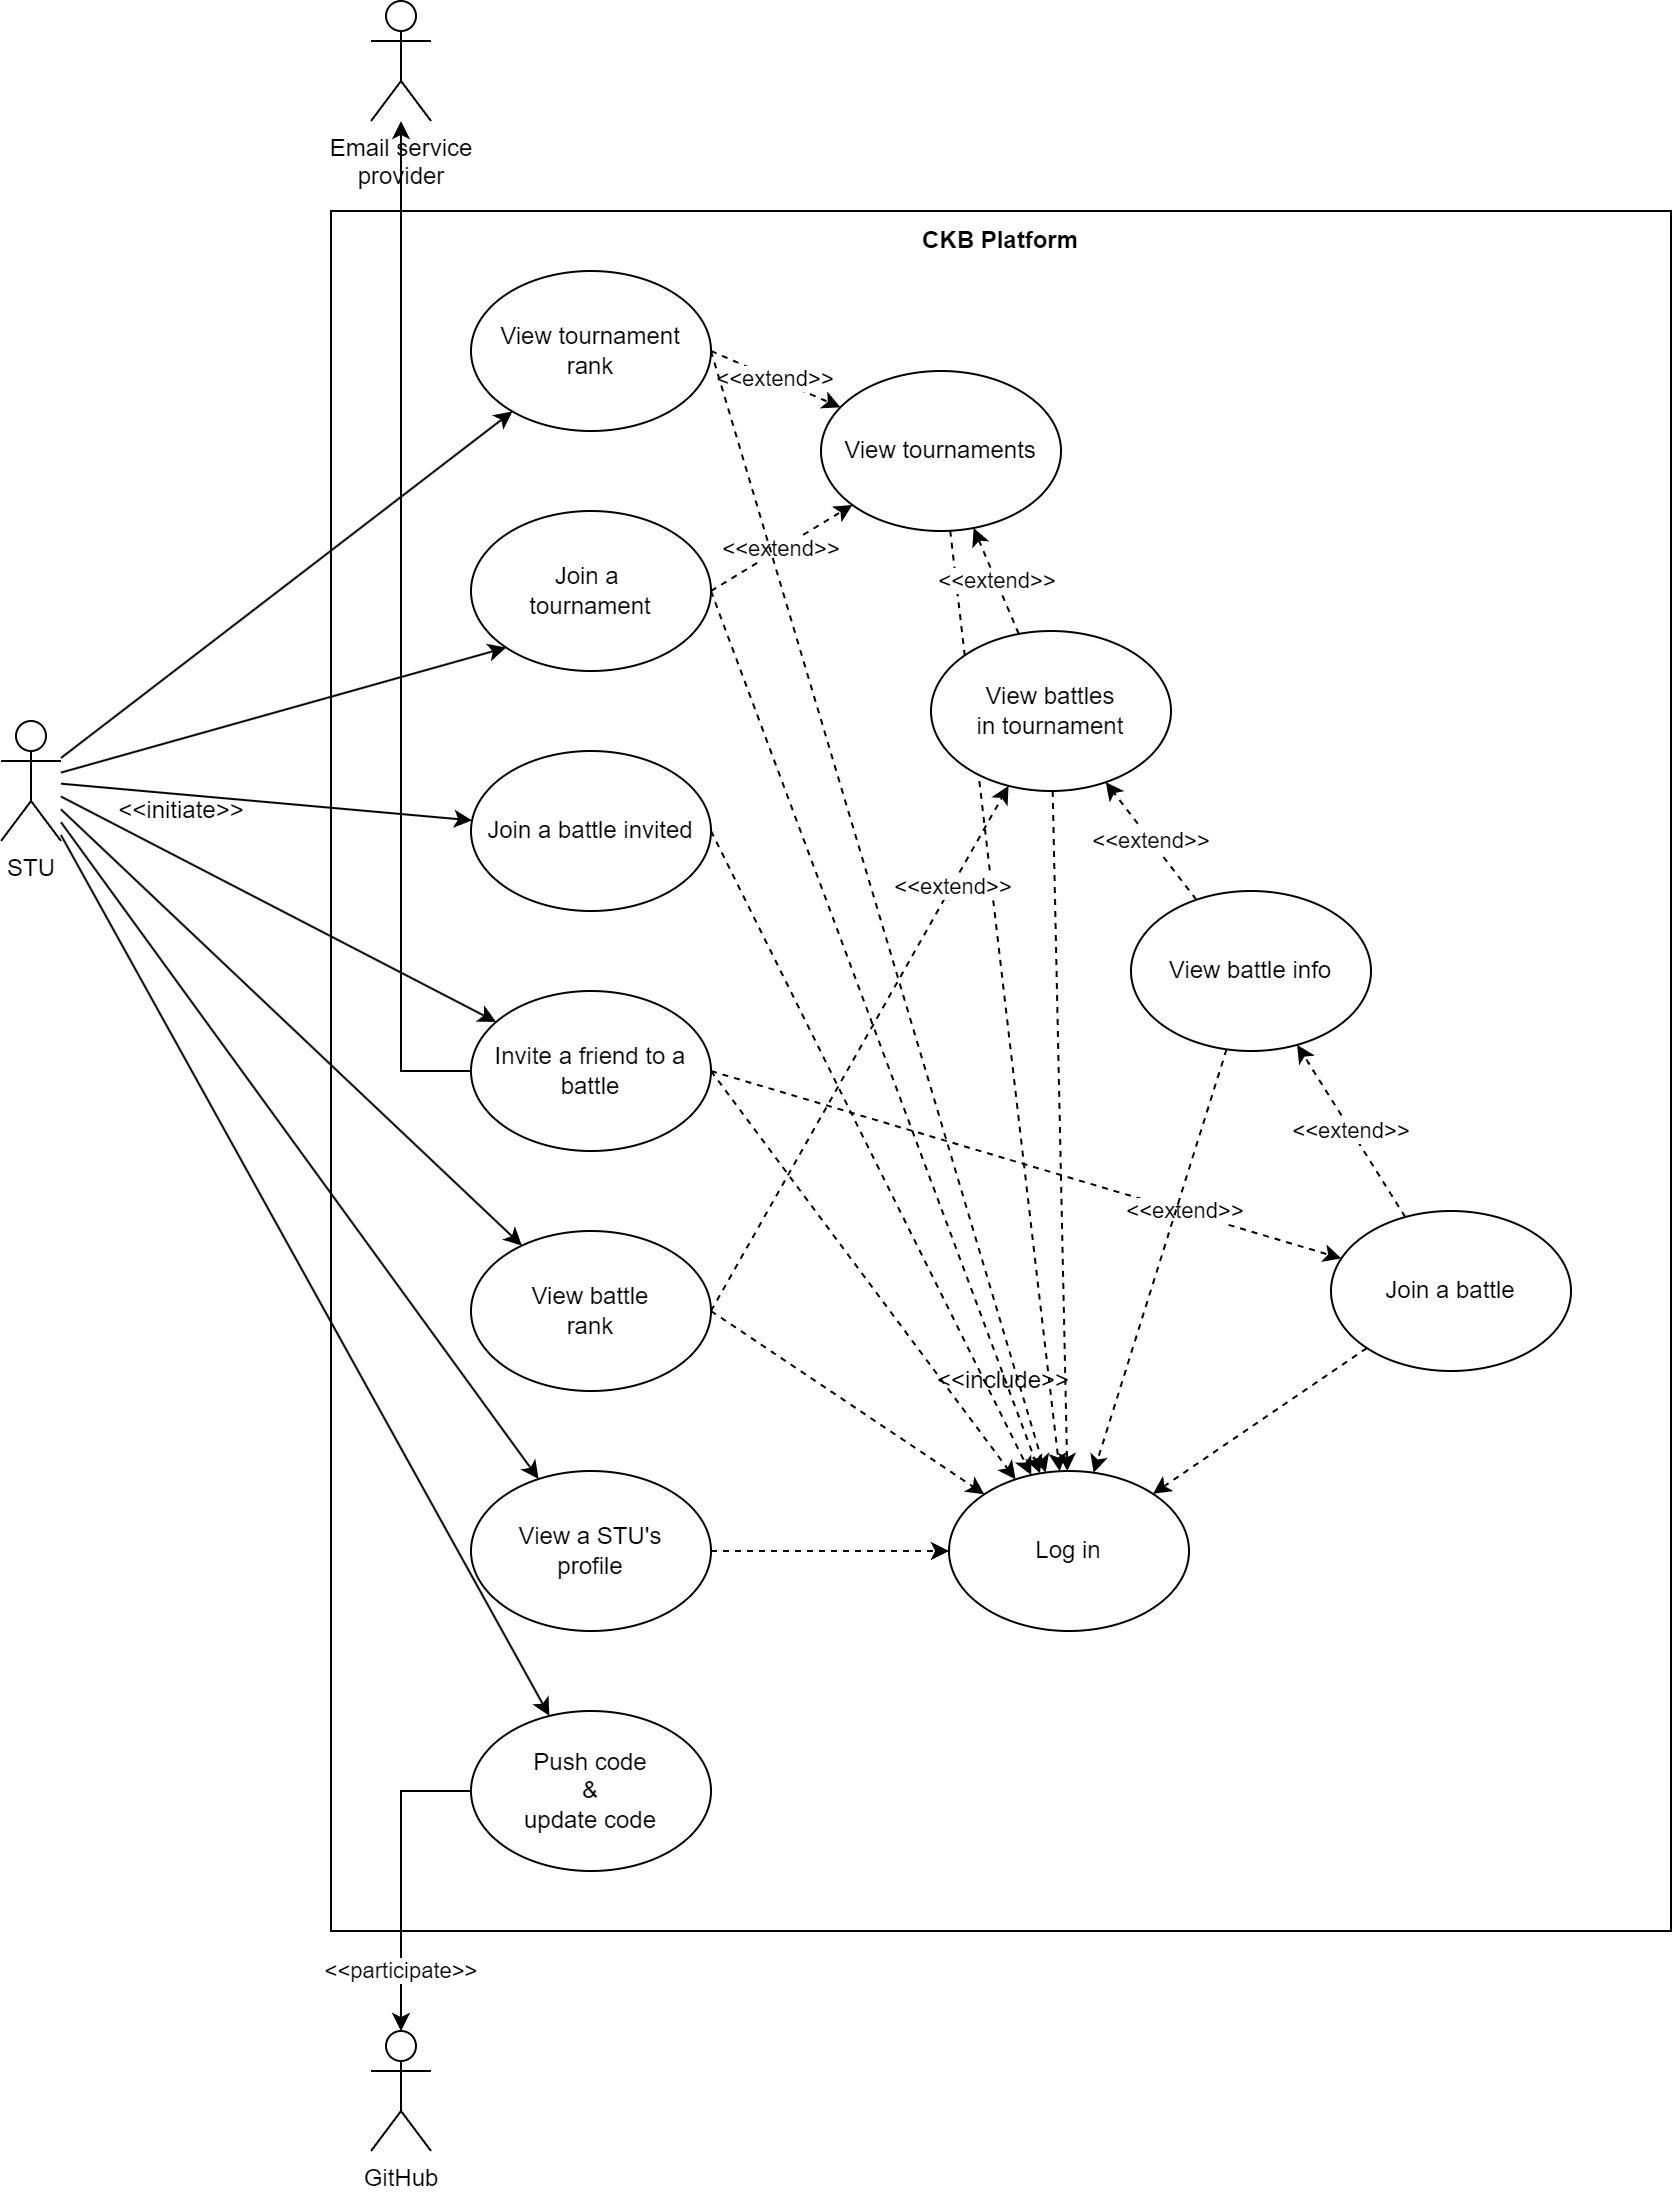 Email service
provider
CKB Platform
View tournament
rank
<<extend>>
View tournaments
<<extend>>
Join a
tournament
<<extend>>
View battles
in tournament
<<initiate>>
STU
Join a battle invited
<<extend>>
<<extend>>
View battle info
Invite a friend to a
battle
<<extend>>
<<extend>>
View battle
rank
Join a battle
<<include>>
View a STU's
profile
Log in
Push code
&
update code
<<participate>>
GitHub